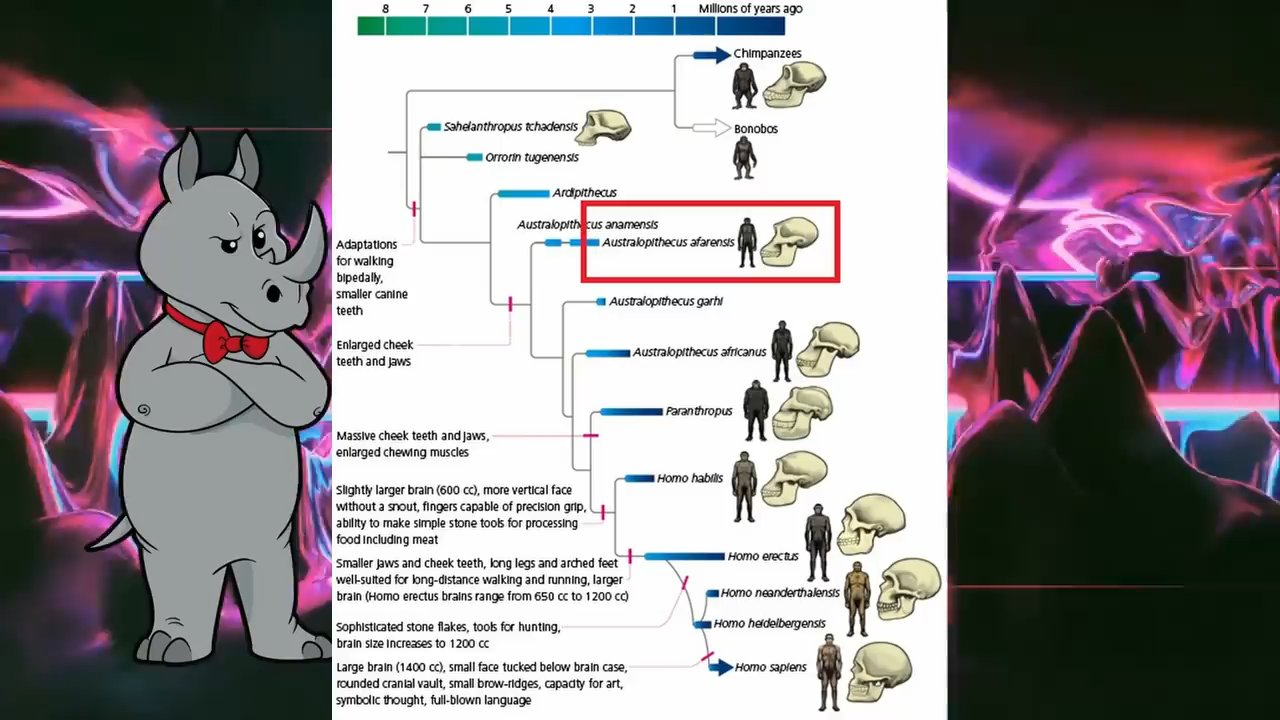 8 7 6 5 4 3 2 1 Millions of years ago
Chimpanzees
Sahelanthropus tchadensis
Bonobos
Orrorin tugenensis
Ardipithecus
Australopithecus anamensis
Australopithecus afarensis
Adaptations
for walking
bipedally,
smaller canine
teeth
Australopithecus garhi
Enlarged cheek
teeth and jaws
Australopithecus africanus
Paranthropus
Massive cheek teeth and jaws,
enlarged chewing muscles
Homo habilis
Slightly larger brain (600 cc), more vertical face
without a snout, fingers capable of precision grip,
ability to make simple stone tools for processing
food including meat
Homo erectus
Smaller jaws and cheek teeth, long legs and arched feet
well-suited for long-distance walking and running, larger
brain (Homo erectus brains range from 650 cc to 1200 cc)
Homo neanderthalensis
Homo heidelbergensis
Sophisticated stone flakes, tools for hunting,
brain size increases to 1200 cc
Homo sapiens
Large brain (1400 cc), small face tucked below brain case,
rounded cranial vault, small brow-ridges, capacity for art,
symbolic thought, full-blown language